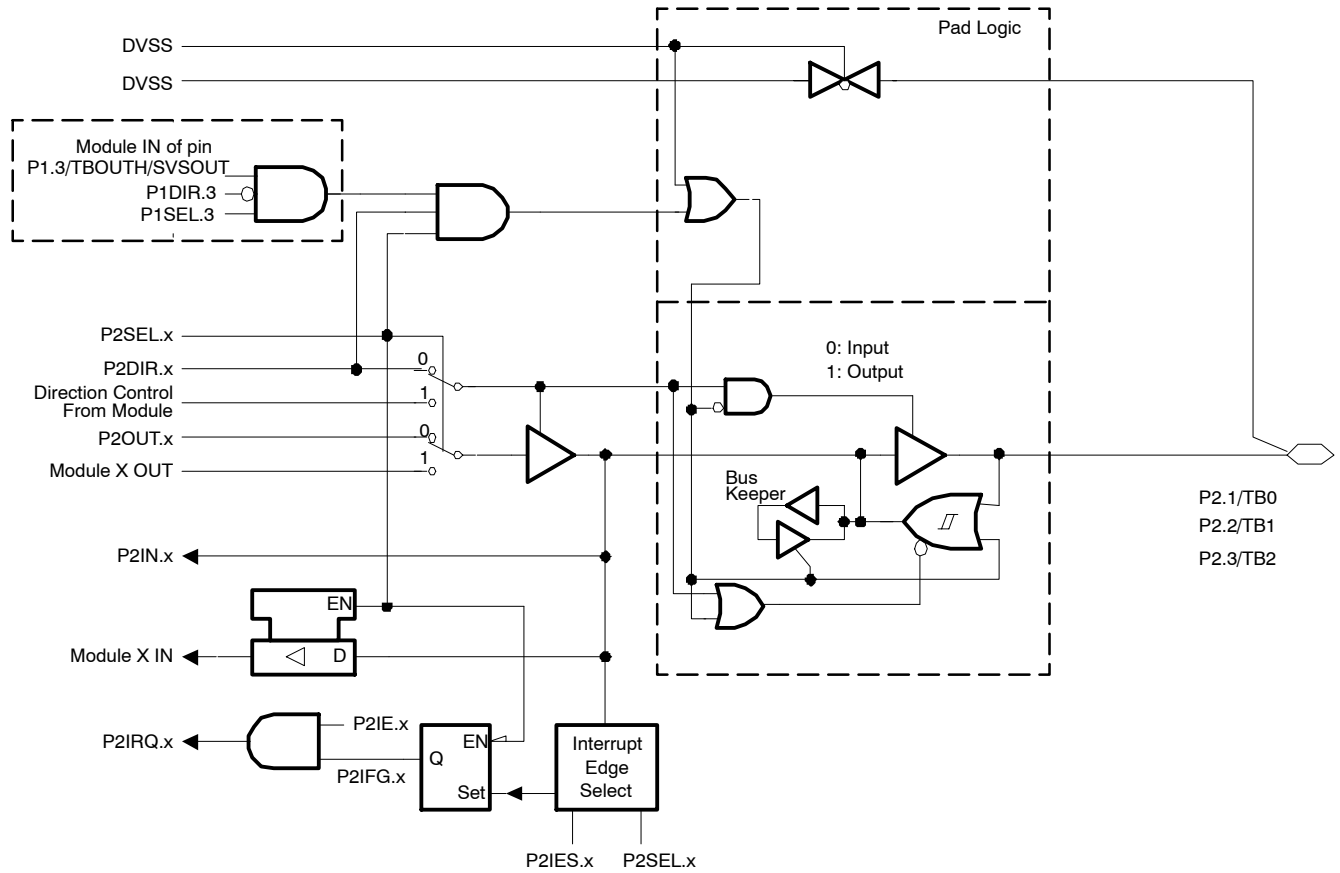 Pad Logic
DVSS
DVSS
Module IN of pin
P1.3/TBOUTH/SVSOUT
P1DIR.3
P1SEL.3
P2SEL.x
P2DIR.x
0
Direction Control
From Module
1
P2OUT.x
0
Module X OUT
1
0: Input
1: Output
Bus
Keeper
P2.1/TB0
P2.2/TB1
P2.3/TB2
P2IN.x
EN
Module X IN
D
P2IRQ.x
P2IE.x
P2IFG.x
EN
Q
Set
Interrupt
Edge
Select
P2IES.x
P2SEL.x